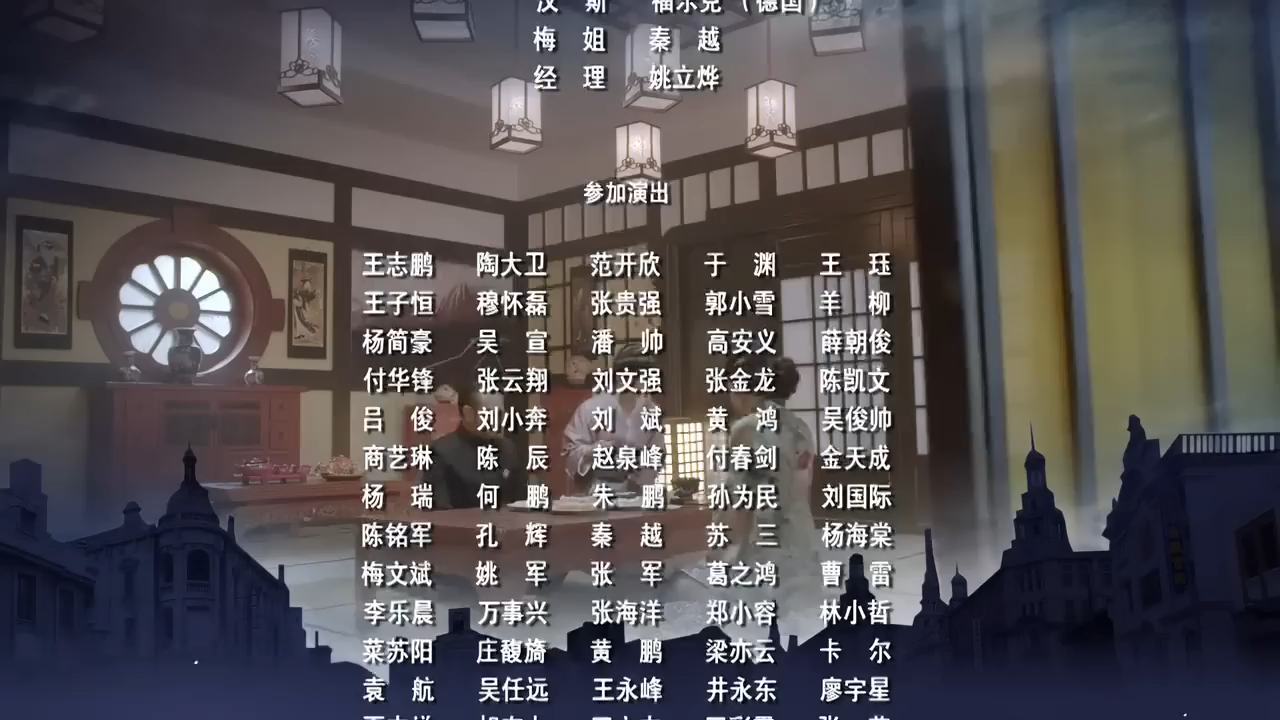 汉 斯 福尔克（德国）
梅 姐 秦 越
经 理 姚立烨
参加演出
王志鹏 陶大卫 范开欣 于 渊 王 珏
王子恒 穆怀磊 张贵强 郭小雪 羊 柳
杨简豪 吴 宣 潘 帅 高安义 薛朝俊
付华锋 张云翔 刘文强 张金龙 陈凯文
吕 俊 刘小奔 刘 斌 黄 鸿 吴俊帅
商艺琳 陈 辰 赵泉峰 付春剑 金天成
杨 瑞 何 鹏 朱 鹏 孙为民 刘国际
陈铭军 孔 辉 秦 越 苏 三 杨海棠
梅文斌 姚 军 张 军 葛之鸿 曹 雷
李乐晨 万事兴 张海洋 郑小容 林小哲
菜苏阳 庄馥旖 黄 鹏 梁亦云 卡 尔
袁 航 吴任远 王永峰 井永东 廖宇星